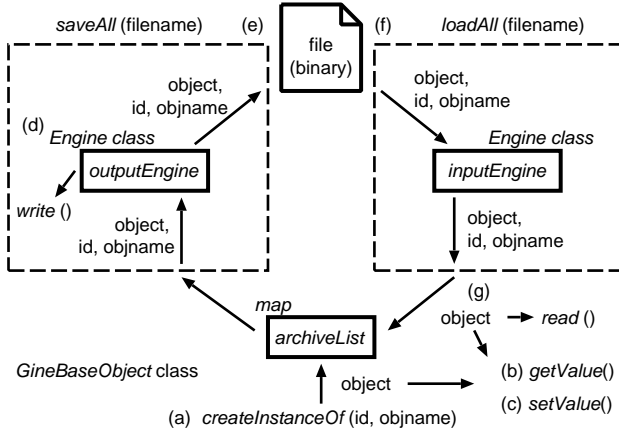 saveAll (filename)
(e)
file
(binary)
(f)
loadAll (filename)
object,
id, objname
object,
id, objname
(d)
Engine class
outputEngine
Engine class
inputEngine
write ()
object,
id, objname
object,
id, objname
map
archiveList
(g)
object
read ()
GineBaseObject class
object
(b) getValue()
(c) setValue()
(a) createInstanceOf (id, objname)